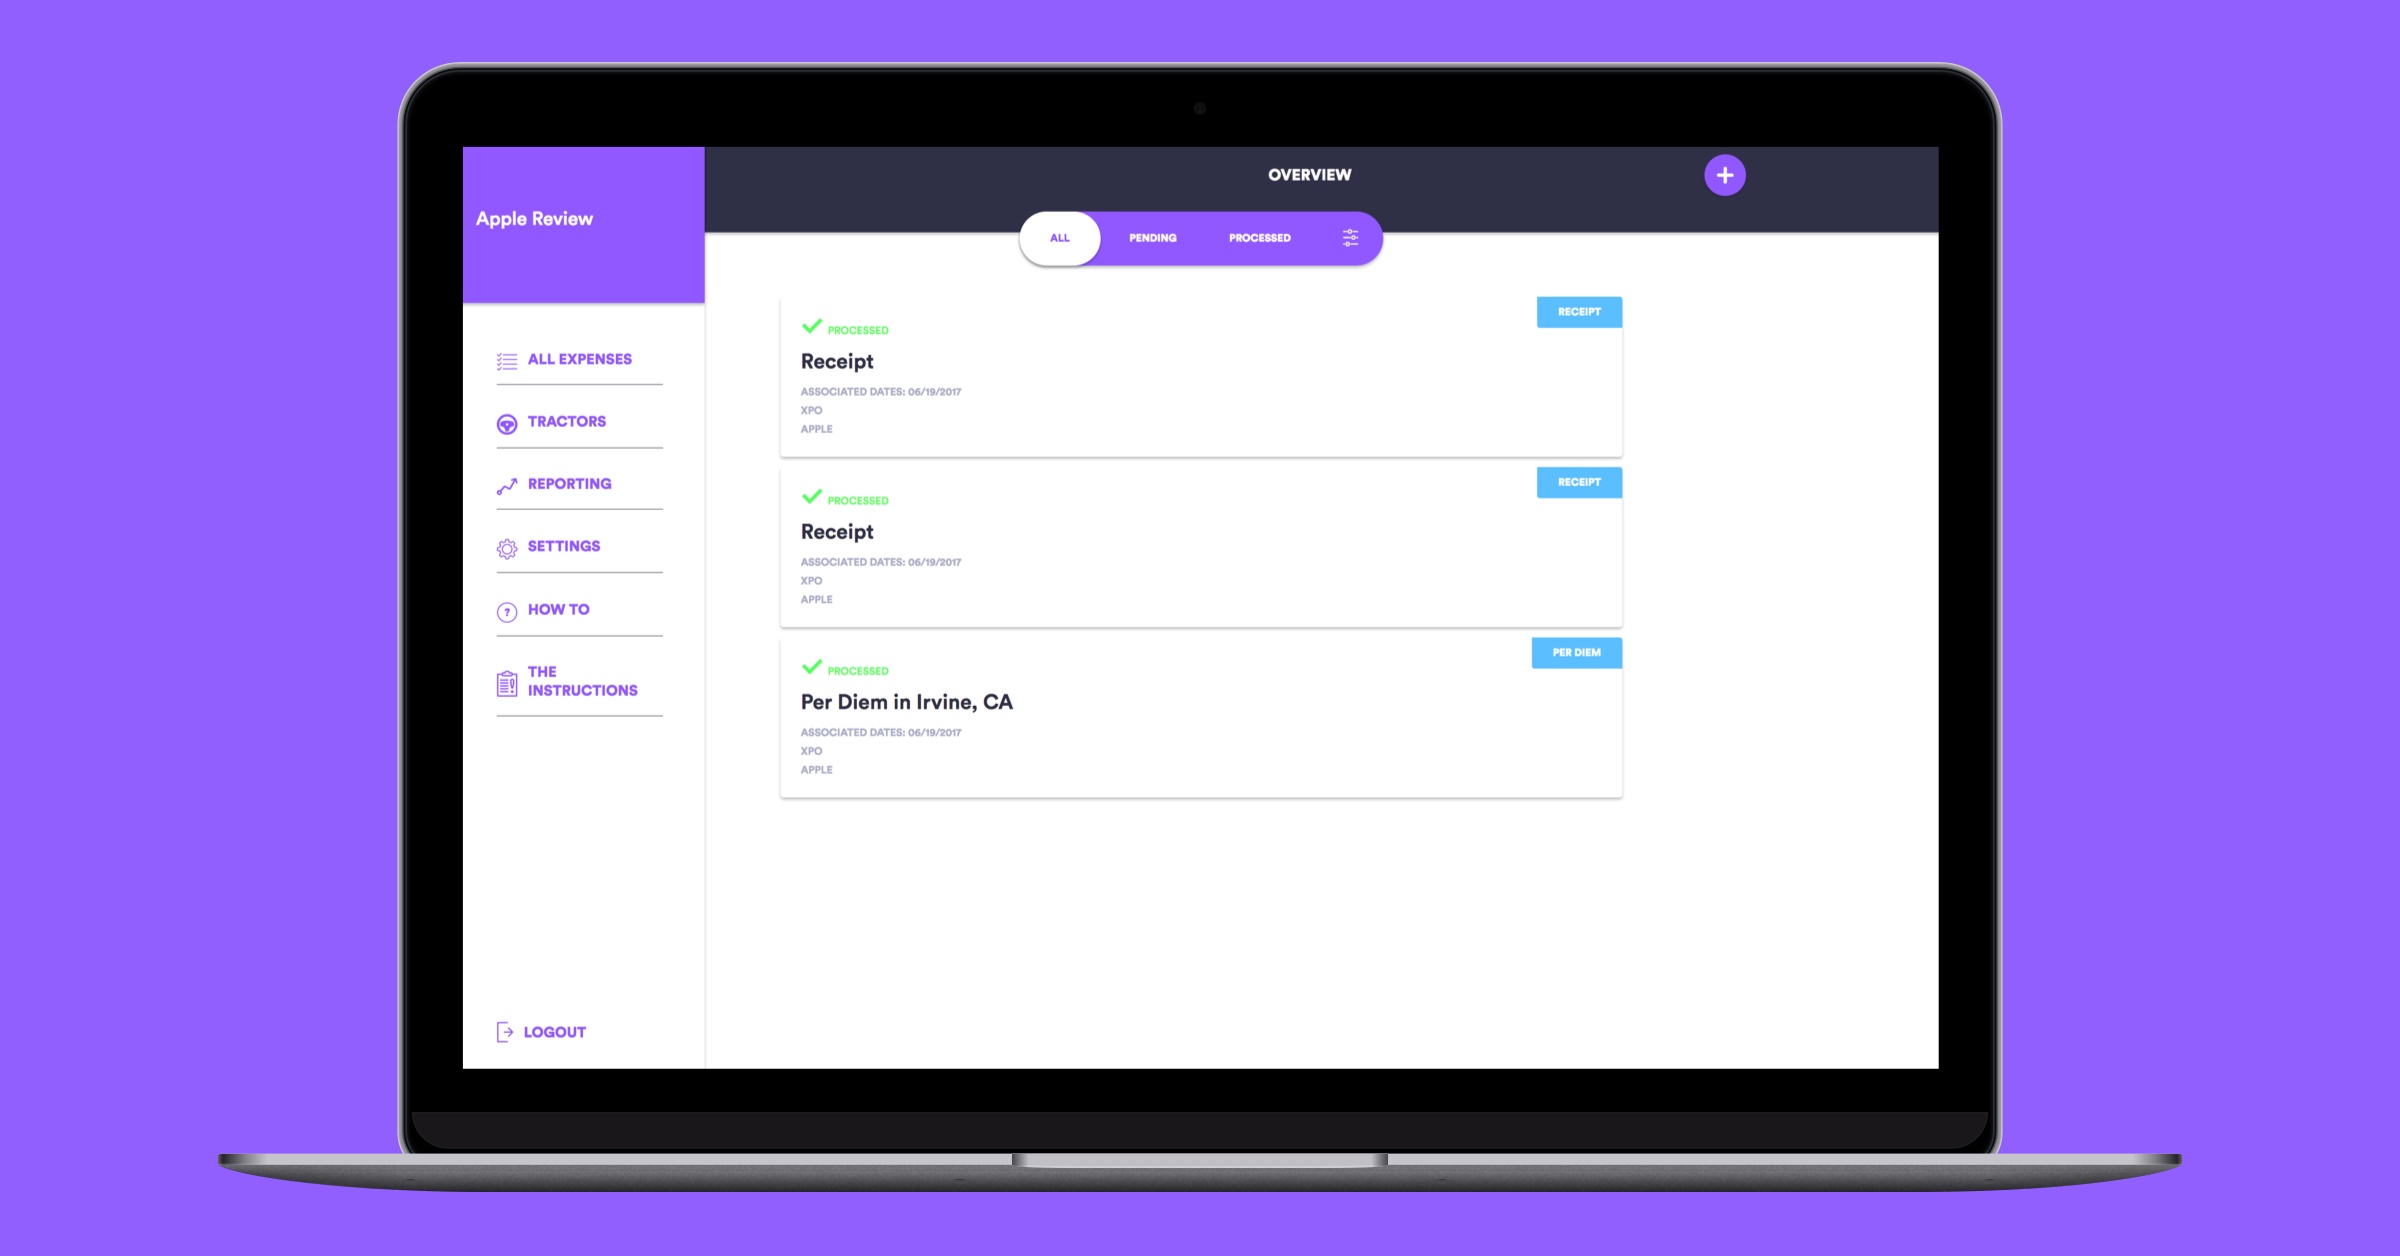 Apple Review
OVERVIEW
ALL PENDING PROCESSED
ALL EXPENSES
TRACTORS
REPORTING
SETTINGS
HOW TO
THE
INSTRUCTIONS
LOGOUT
RECEIPT
PROCESSED
Receipt
ASSOCIATED DATES: 06/19/2017
XPO
APPLE
RECEIPT
PROCESSED
Receipt
ASSOCIATED DATES: 06/19/2017
XPO
APPLE
PER DIEM
PROCESSED
Per Diem in Irvine, CA
ASSOCIATED DATES: 06/19/2017
XPO
APPLE